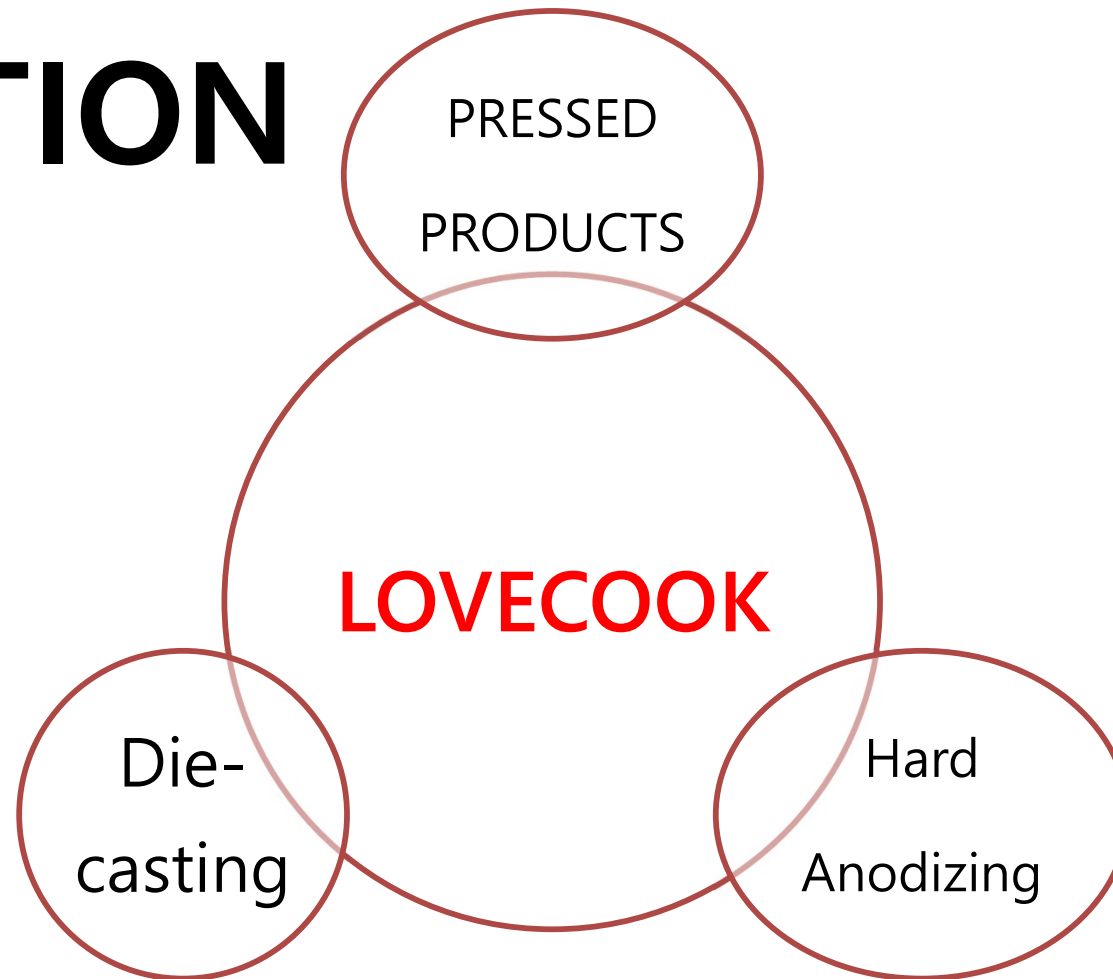 TION
PRESSED
PRODUCTS
LOVECOOK
Die-
casting
Hard
Anodizing